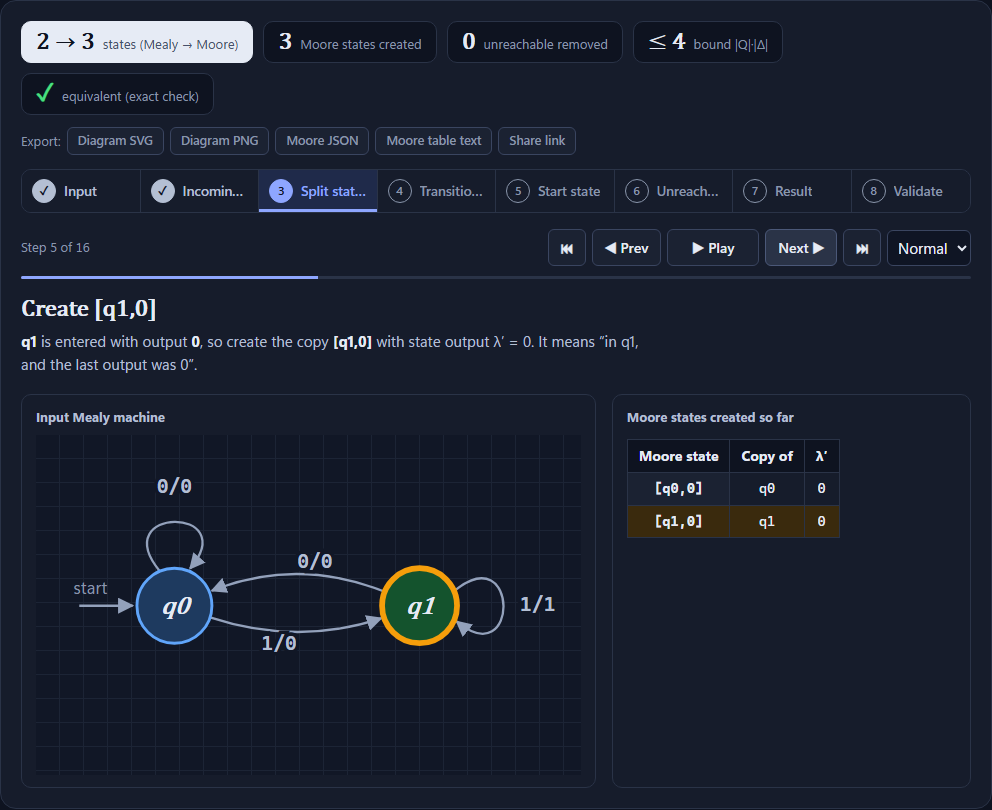 2 → 3 states (Mealy → Moore)
3 Moore states created
0 unreachable removed
≤ 4 bound |Q|·|Δ|
✓ equivalent (exact check)
Export: Diagram SVG Diagram PNG Moore JSON Moore table text Share link
✓ Input ✓ Incomin... 3 Split stat... 4 Transitio... 5 Start state 6 Unreach... 7 Result 8 Validate
Step 5 of 16
⏮ ◀ Prev ▶ Play Next ▶ ⏭ Normal
Create [q1,0]
q1 is entered with output 0, so create the copy [q1,0] with state output λ′ = 0. It means “in q1,
and the last output was 0”.
Input Mealy machine
0/0
0/0
start
q0
q1
1/1
1/0
Moore states created so far
Moore state Copy of λ′
[q0,0] q0 0
[q1,0] q1 0